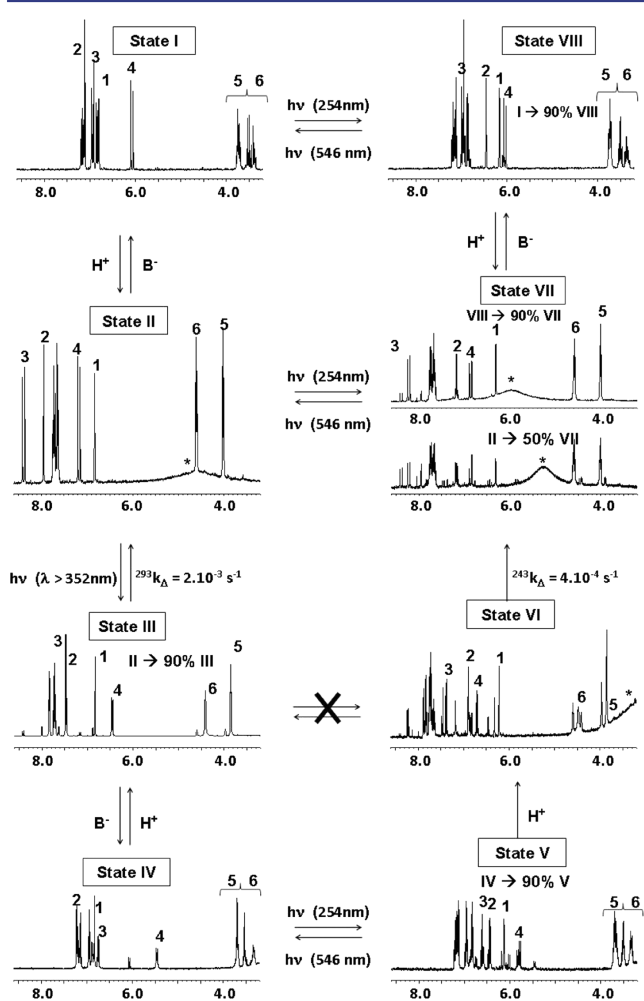 State I
2
3
1
4
5 6
8.0 6.0 4.0
hν (254nm)
hν (546 nm)
State VIII
3
2
1
4
I → 90% VIII
5 6
8.0 6.0 4.0
H+ B-
H+ B-
State II
3
2
4
1
6
5
*
8.0 6.0 4.0
hν (254nm)
hν (546 nm)
State VII
VIII → 90% VII
3
2
4
1
*
6
5
8.0 6.0 4.0
II → 50% VII
*
8.0 6.0 4.0
hν (λ > 352nm) 293kΔ = 2.10-3 s-1
243kΔ = 4.10-4 s-1
State III
II → 90% III
3
2
1
4
6
5
8.0 6.0 4.0
State VI
3
2
4
1
6
5
*
8.0 6.0 4.0
B- H+
H+
State IV
2
1
3
4
5 6
8.0 6.0 4.0
hν (254nm)
hν (546 nm)
State V
IV → 90% V
3
2
1
4
5 6
8.0 6.0 4.0